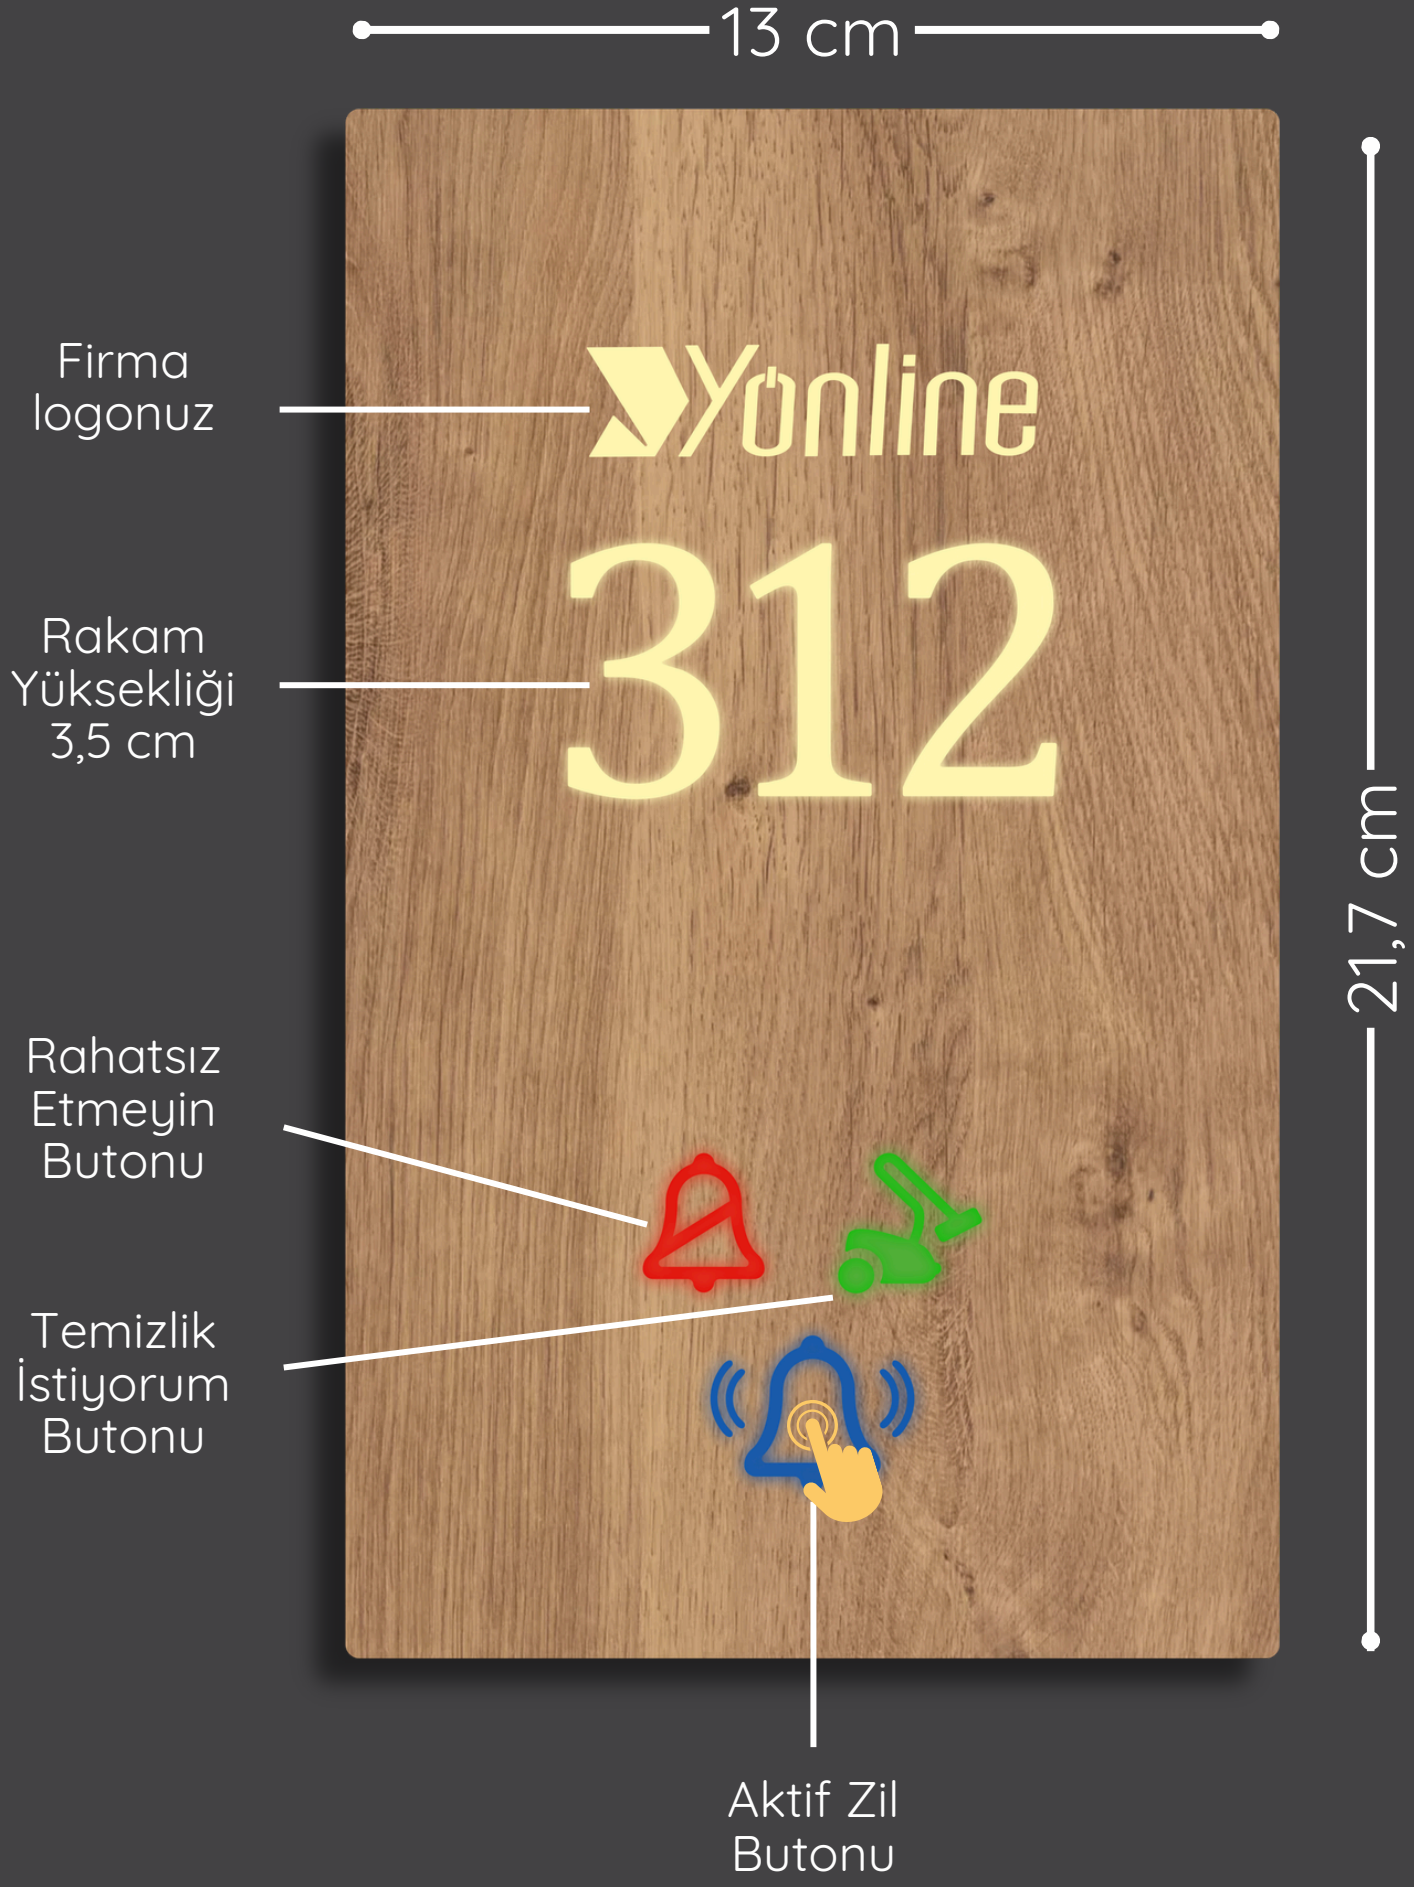 13 cm
Firma
logonuz
Yonline
Rakam
Yüksekliği
3,5 cm
312
21,7 cm
Rahatsız
Etmeyin
Butonu
Temizlik
İstiyorum
Butonu
Aktif Zil
Butonu